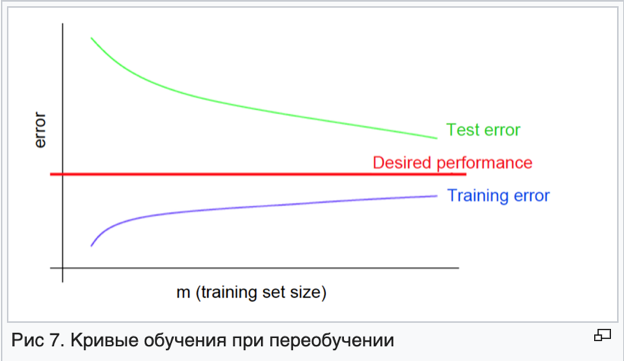 error
Test error
Desired performance
Training error
m (training set size)
Рис 7. Кривые обучения при переобучении